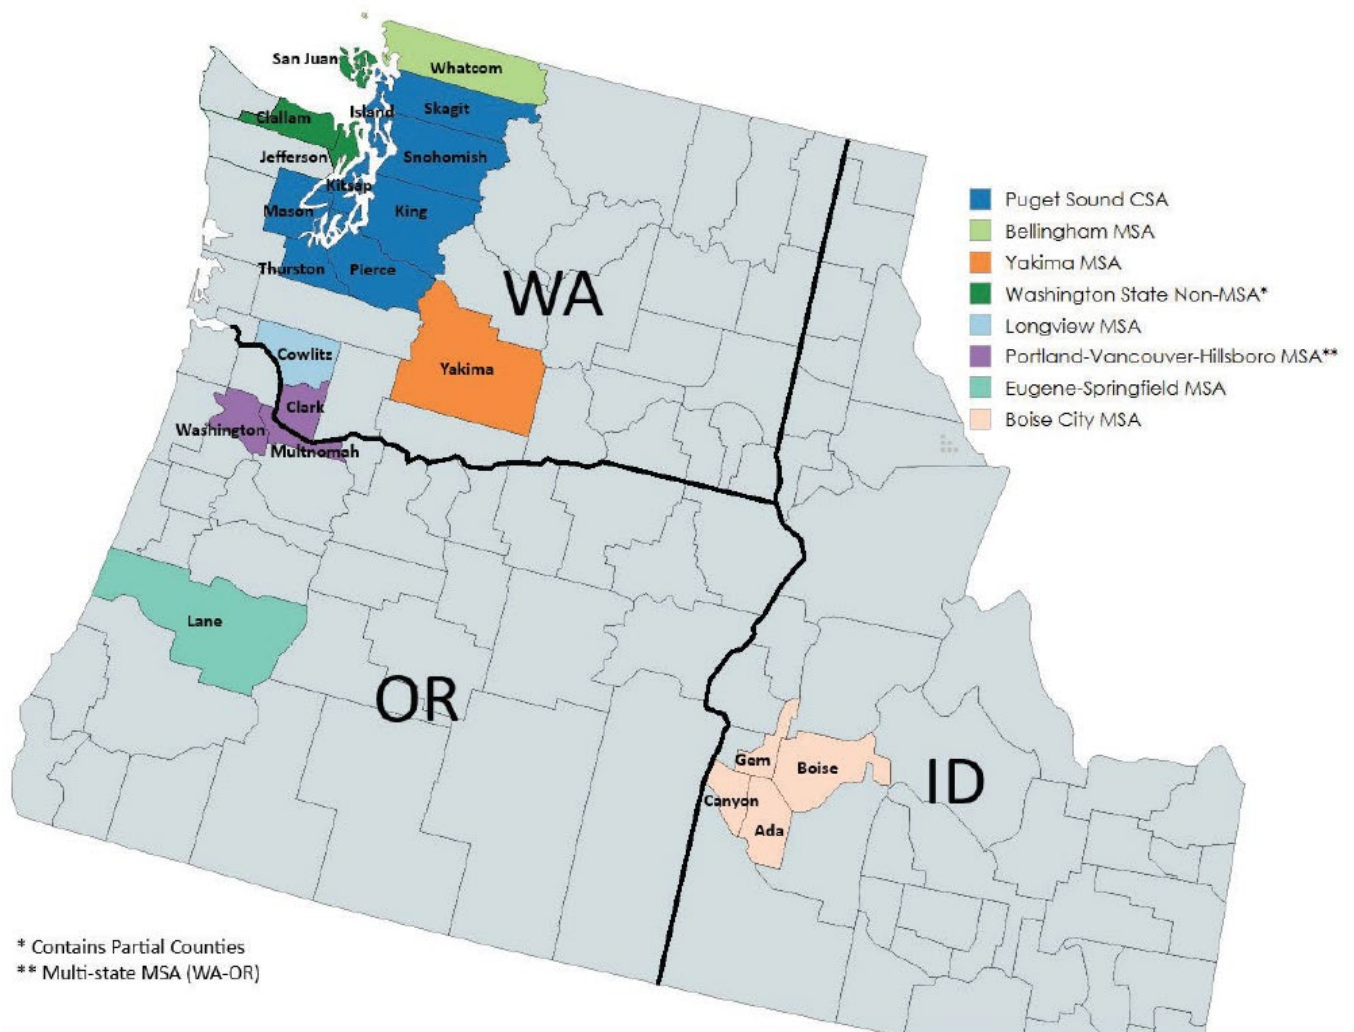 San Juan
Whatcom
Island
Skagit
Clallam
Jefferson
Snohomish
Kitsap
Mason
King
Thurston
Pierce
WA
Cowlitz
Yakima
Clark
Washington
Multnomah
Lane
OR
Gem
Boise
Canyon
Ada
ID
Puget Sound CSA
Bellingham MSA
Yakima MSA
Washington State Non-MSA*
Longview MSA
Portland-Vancouver-Hillsboro MSA**
Eugene-Springfield MSA
Boise City MSA
* Contains Partial Counties
** Multi-state MSA (WA-OR)